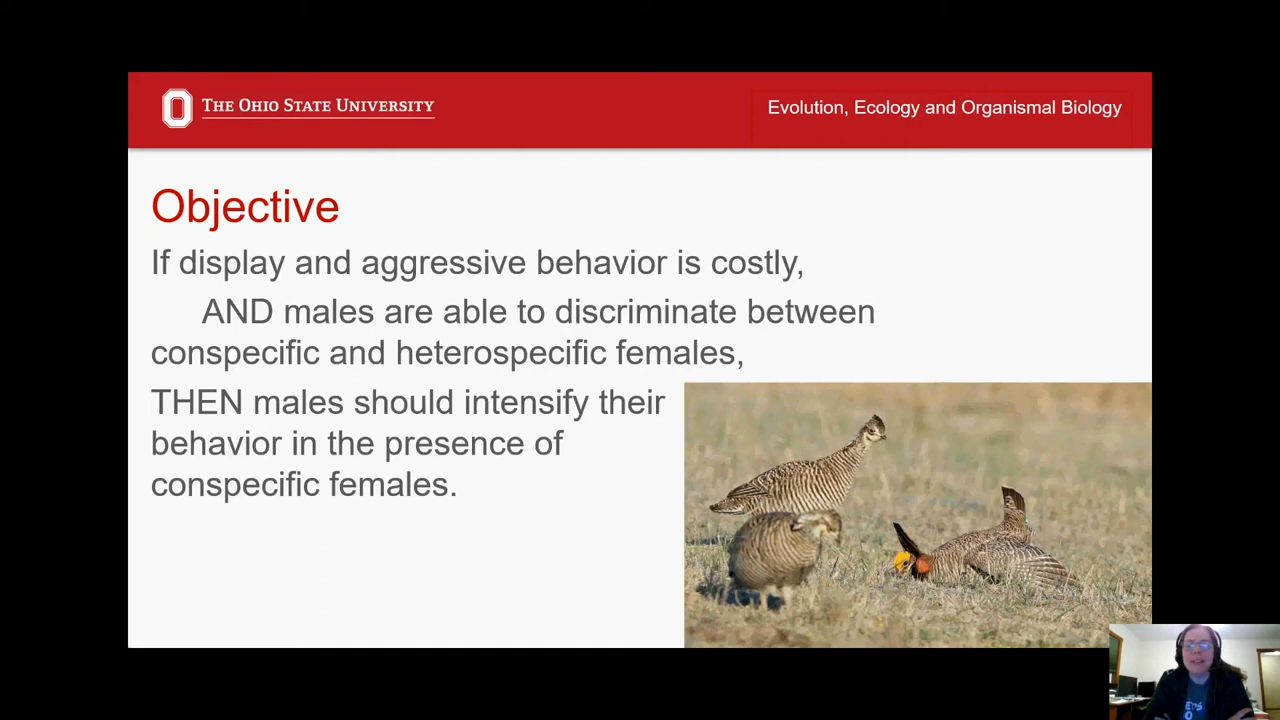 THE OHIO STATE UNIVERSITY
Evolution, Ecology and Organismal Biology
Objective
If display and aggressive behavior is costly,
AND males are able to discriminate between
conspecific and heterospecific females,
THEN males should intensify their
behavior in the presence of
conspecific females.